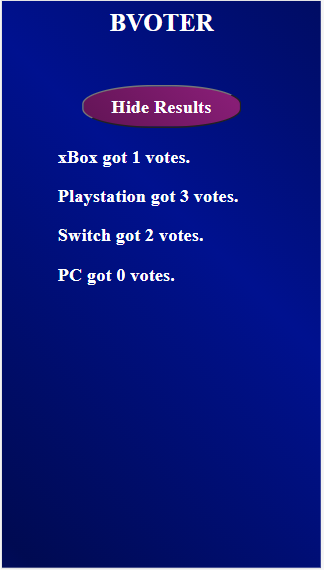 BVOTER
Hide Results
xBox got 1 votes.
Playstation got 3 votes.
Switch got 2 votes.
PC got 0 votes.